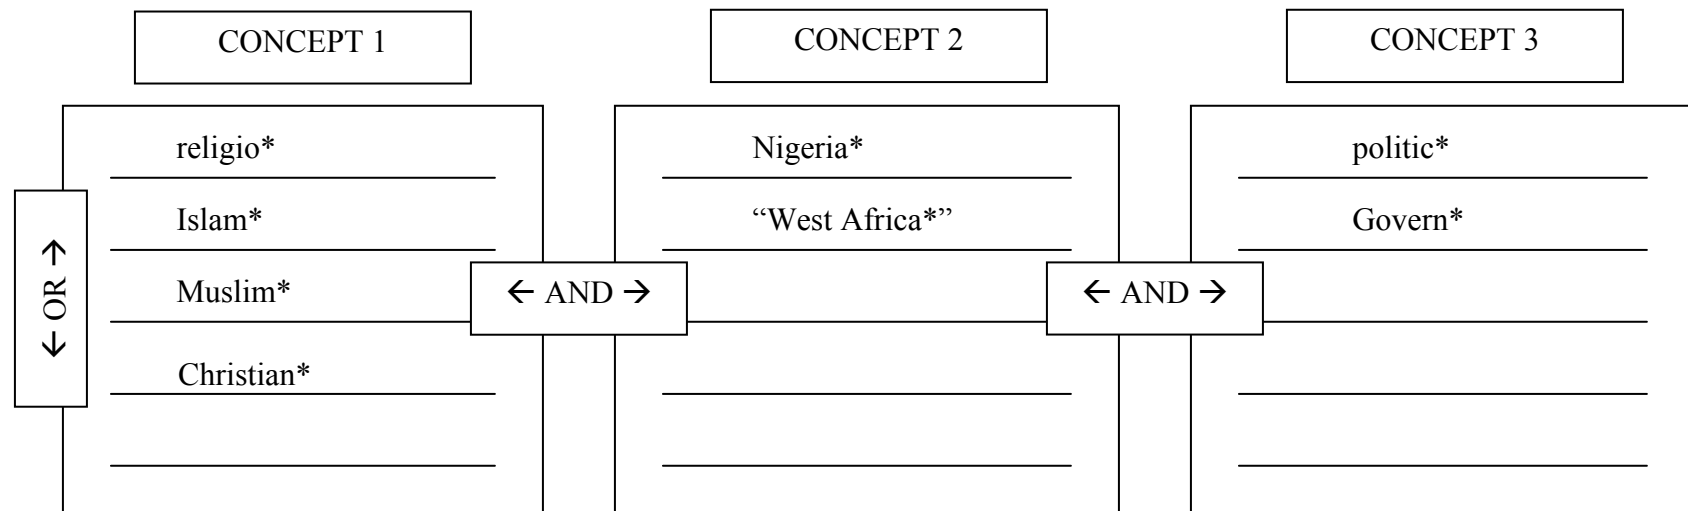 CONCEPT 1
CONCEPT 2
CONCEPT 3
religio*
Nigeria*
politic*
Islam*
“West Africa*”
Govern*
← OR →
Muslim*
← AND →
← AND →
Christian*